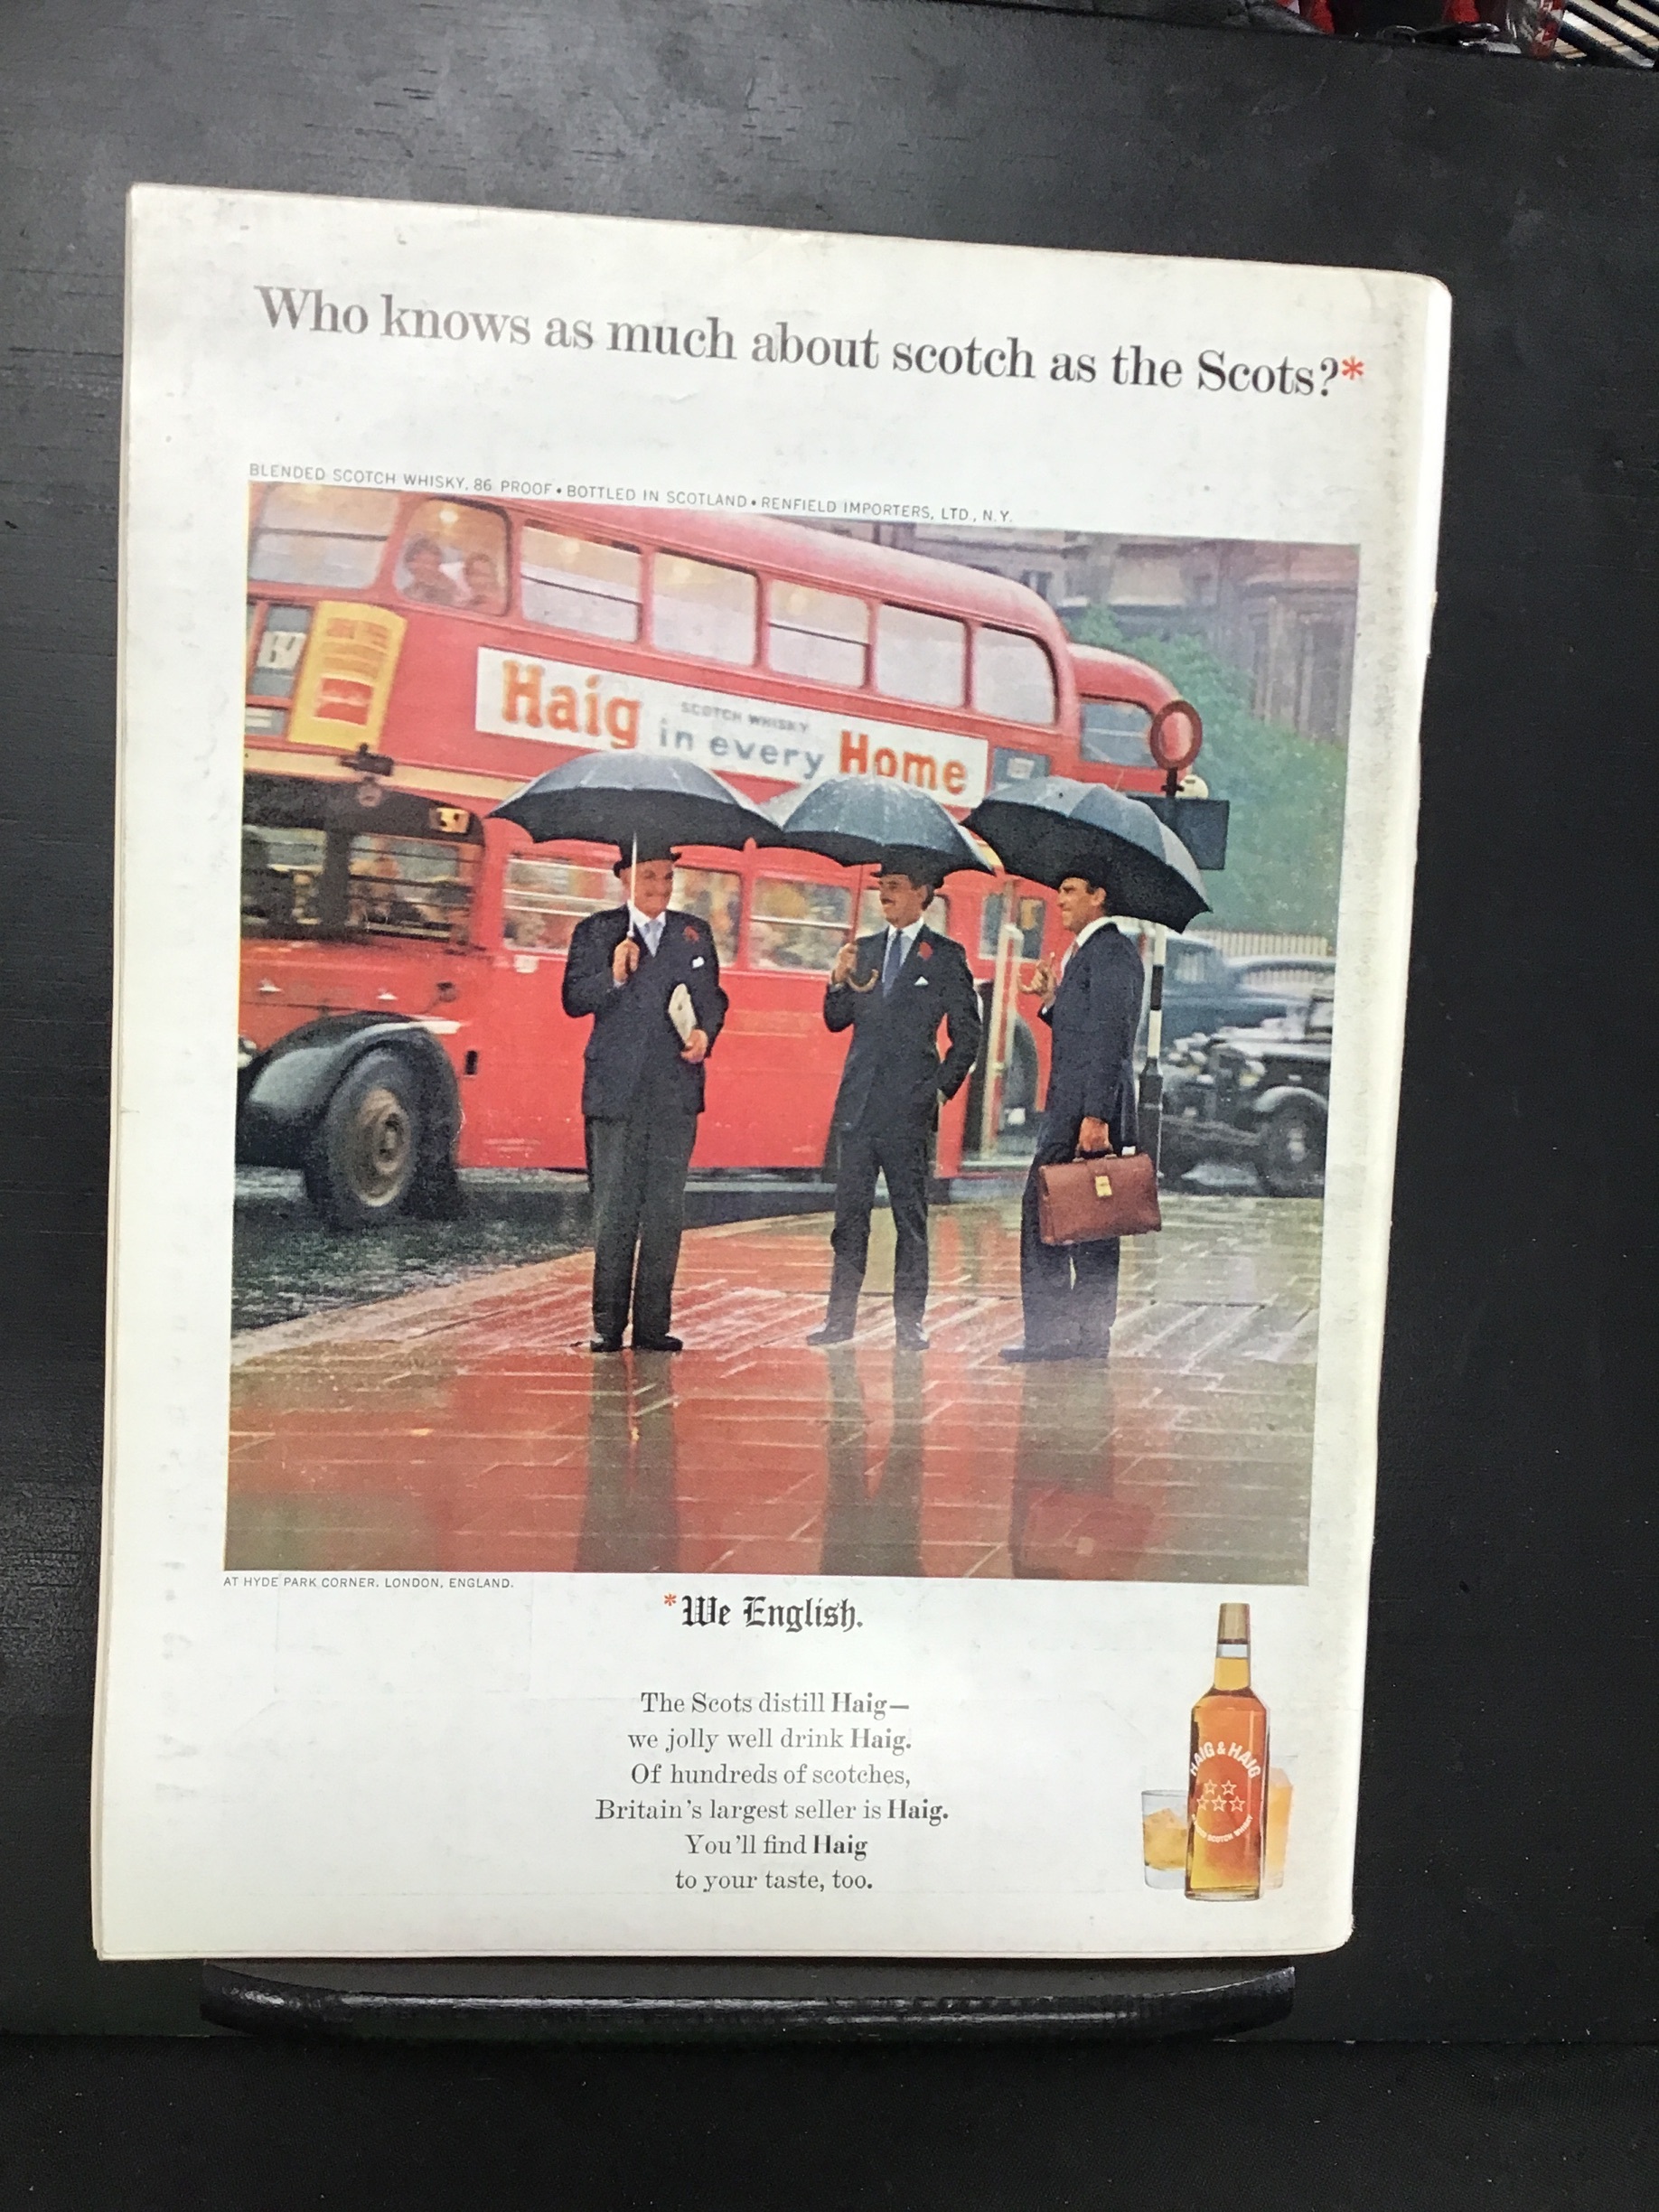 Who knows as much about scotch as the Scots?*
BLENDED SCOTCH WHISKY, 86 PROOF • BOTTLED IN SCOTLAND • RENFIELD IMPORTERS, LTD., N.Y.
Haig SCOTCH WHISKY in every Home
37
AT HYDE PARK CORNER. LONDON, ENGLAND.
*We English.
The Scots distill Haig—
we jolly well drink Haig.
Of hundreds of scotches,
Britain's largest seller is Haig.
You'll find Haig
to your taste, too.
HAIG & HAIG
SCOTCH WHISKY